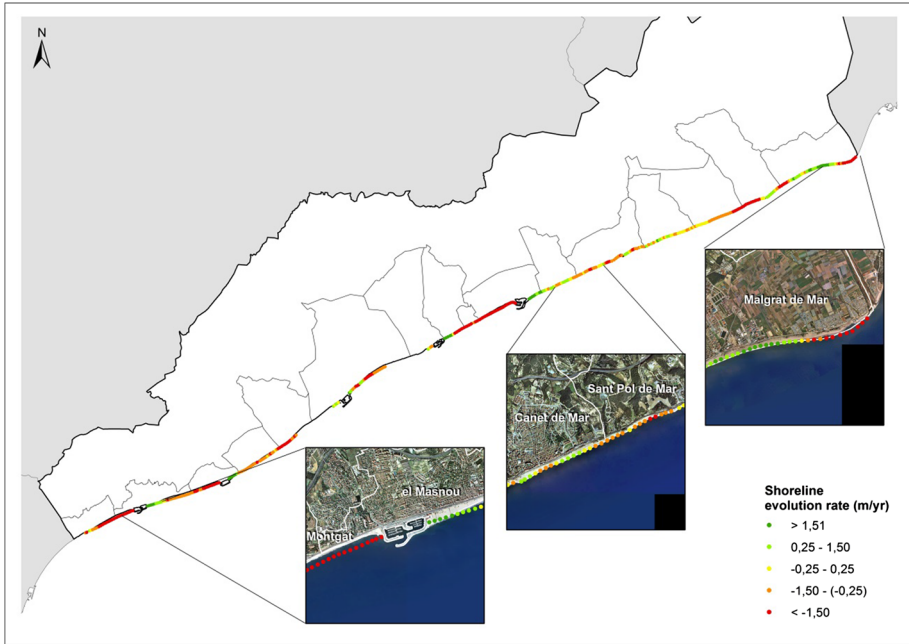 N
Malgrat de Mar
Sant Pol de Mar
Canet de Mar
el Masnou
Montgat
Shoreline
evolution rate (m/yr)
> 1,51
0,25 - 1,50
-0,25 - 0,25
-1,50 - (-0,25)
< -1,50